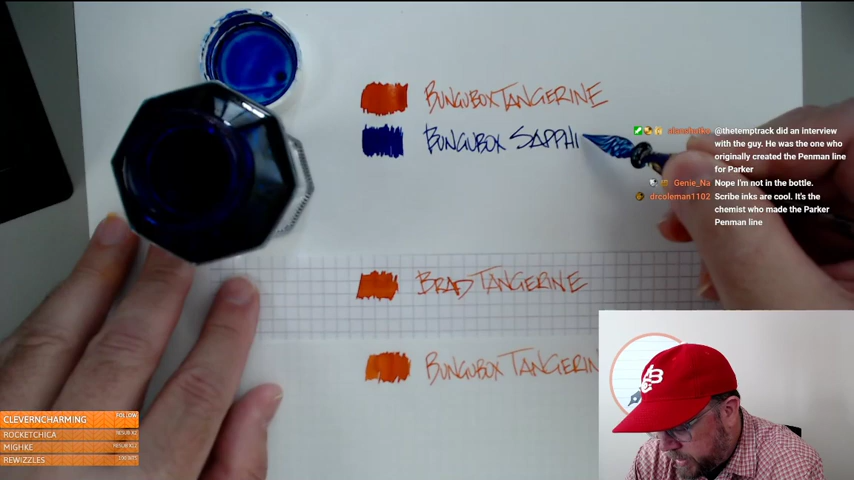 BUNGUBOX TANGERINE
BUNGUBOX SAPPHI
@thetemptrack did an interview
with the guy. He was the one who
originally created the Penman line
for Parker
Genie_Na Nope I'm not in the bottle.
drcoleman1102 Scribe inks are cool. It's the
chemist who made the Parker
Penman line
BRAD TANGERINE
BUNGUBOX TANGERIN
B
CLEVERNCHARMING FOLLOW
ROCKETCHICA
MIGHKE
REWIZZLES